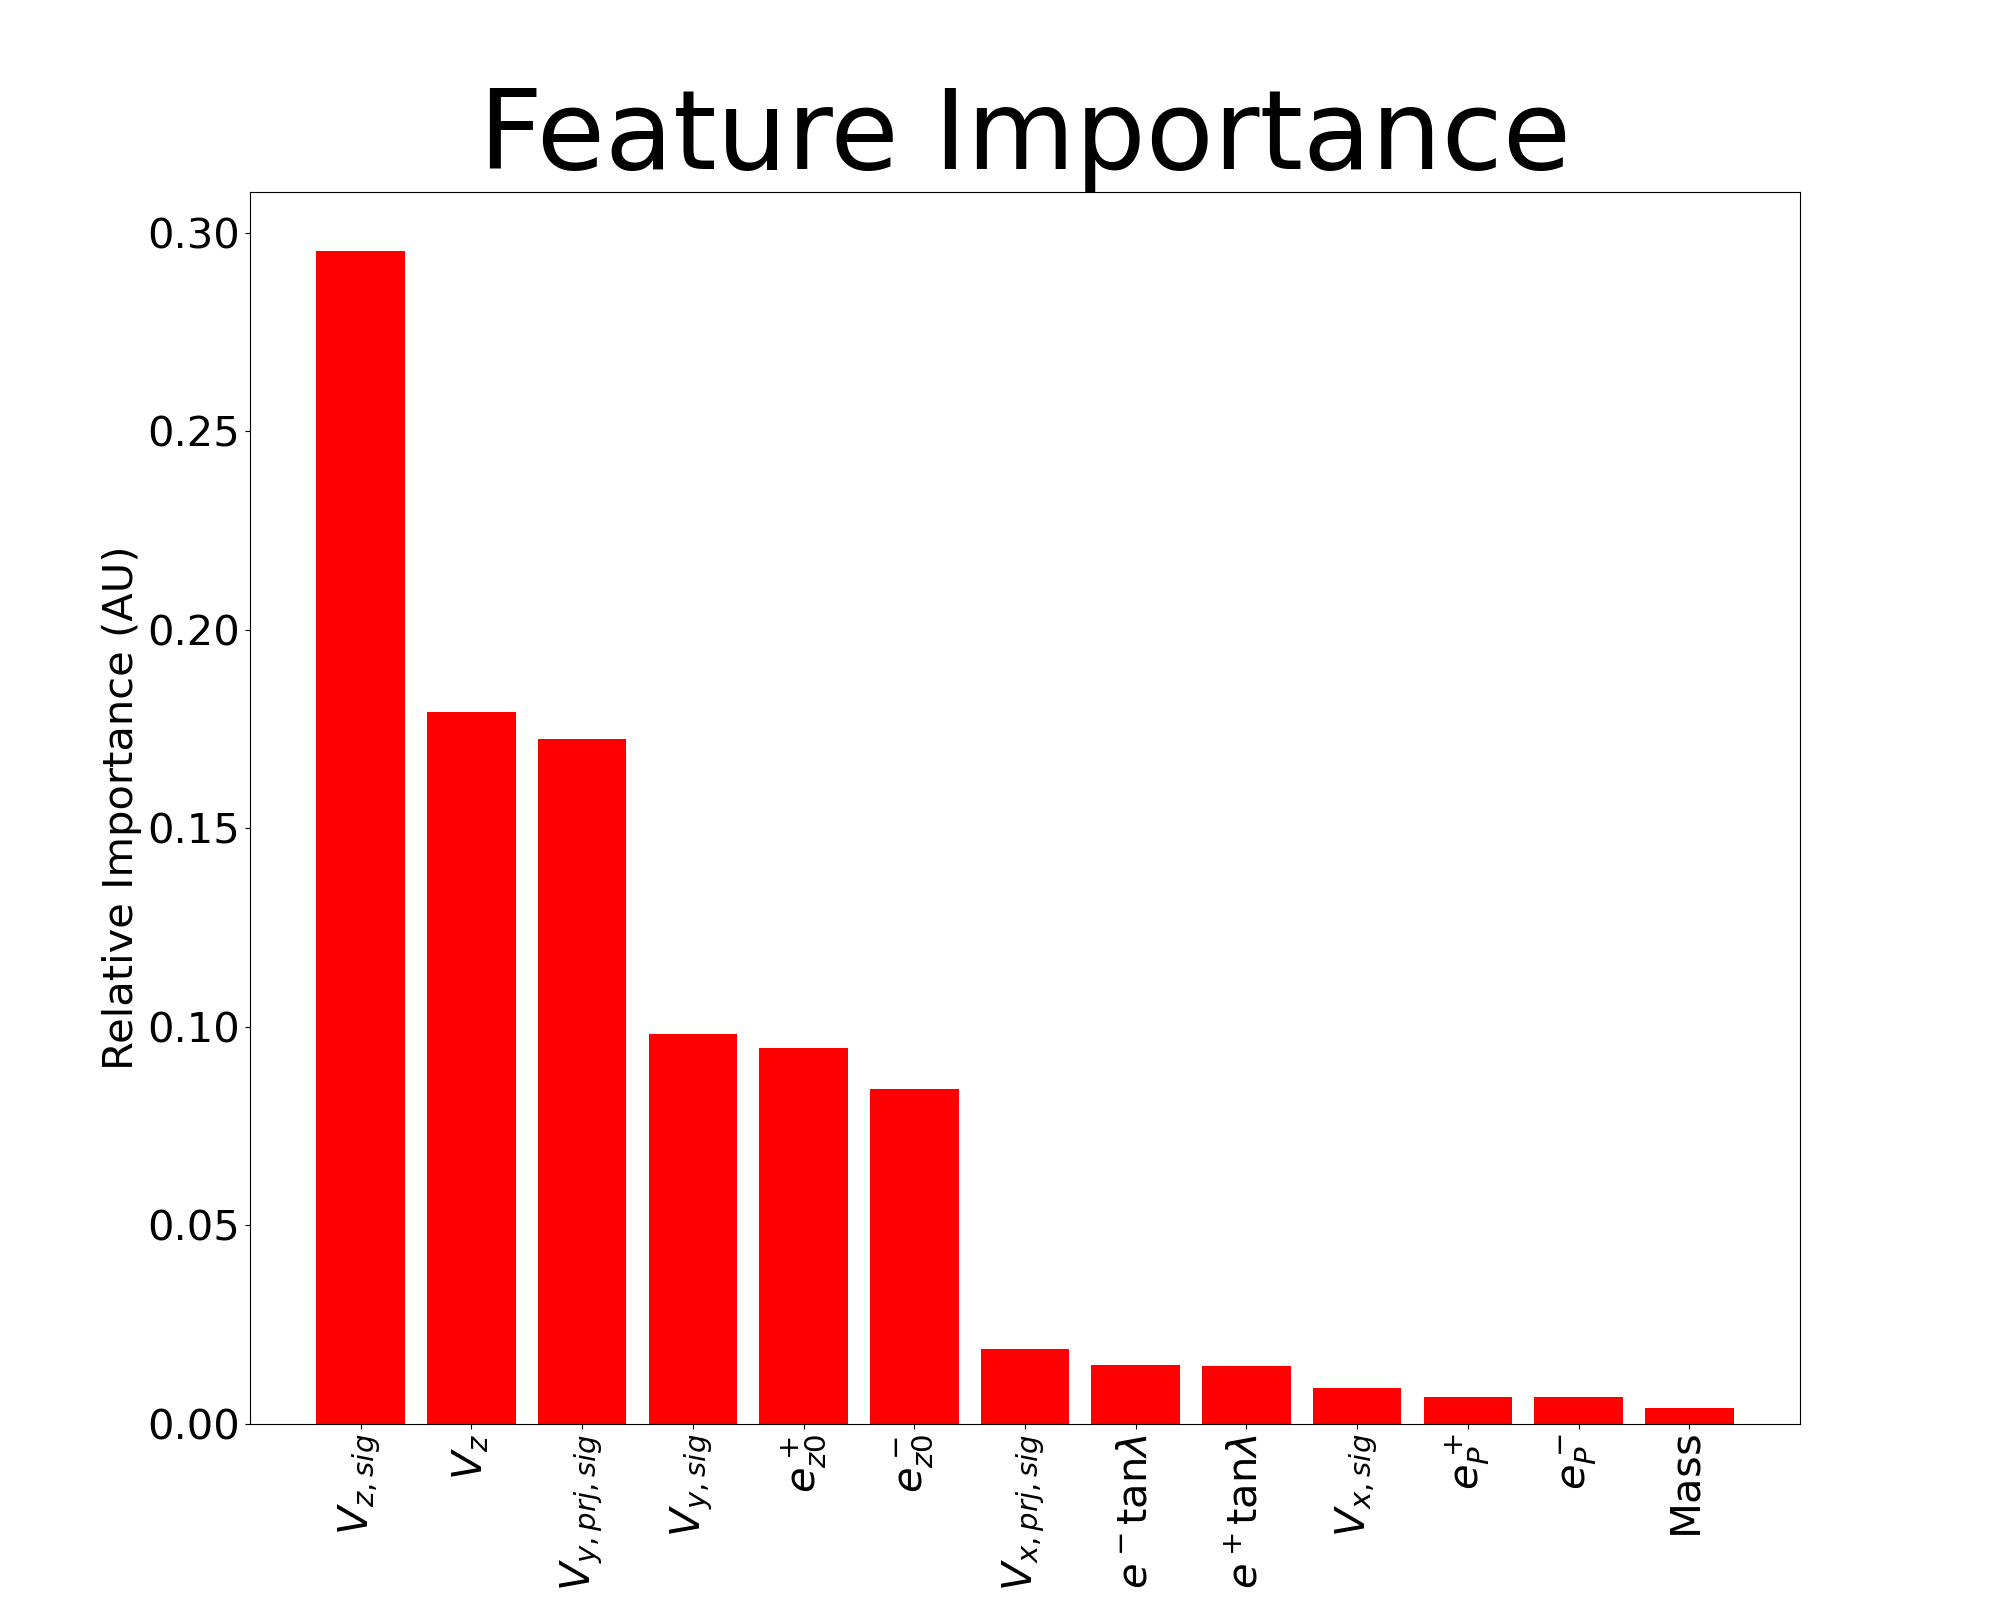 Feature Importance
Relative Importance (AU)
0.30
0.25
0.20
0.15
0.10
0.05
0.00
V_{z,sig}
V_z
V_{y,prj,sig}
V_{y,sig}
e^+_{z0}
e^-_{z0}
V_{x,prj,sig}
e^-tanλ
e^+tanλ
V_{x,sig}
e^+_P
e^-_P
Mass